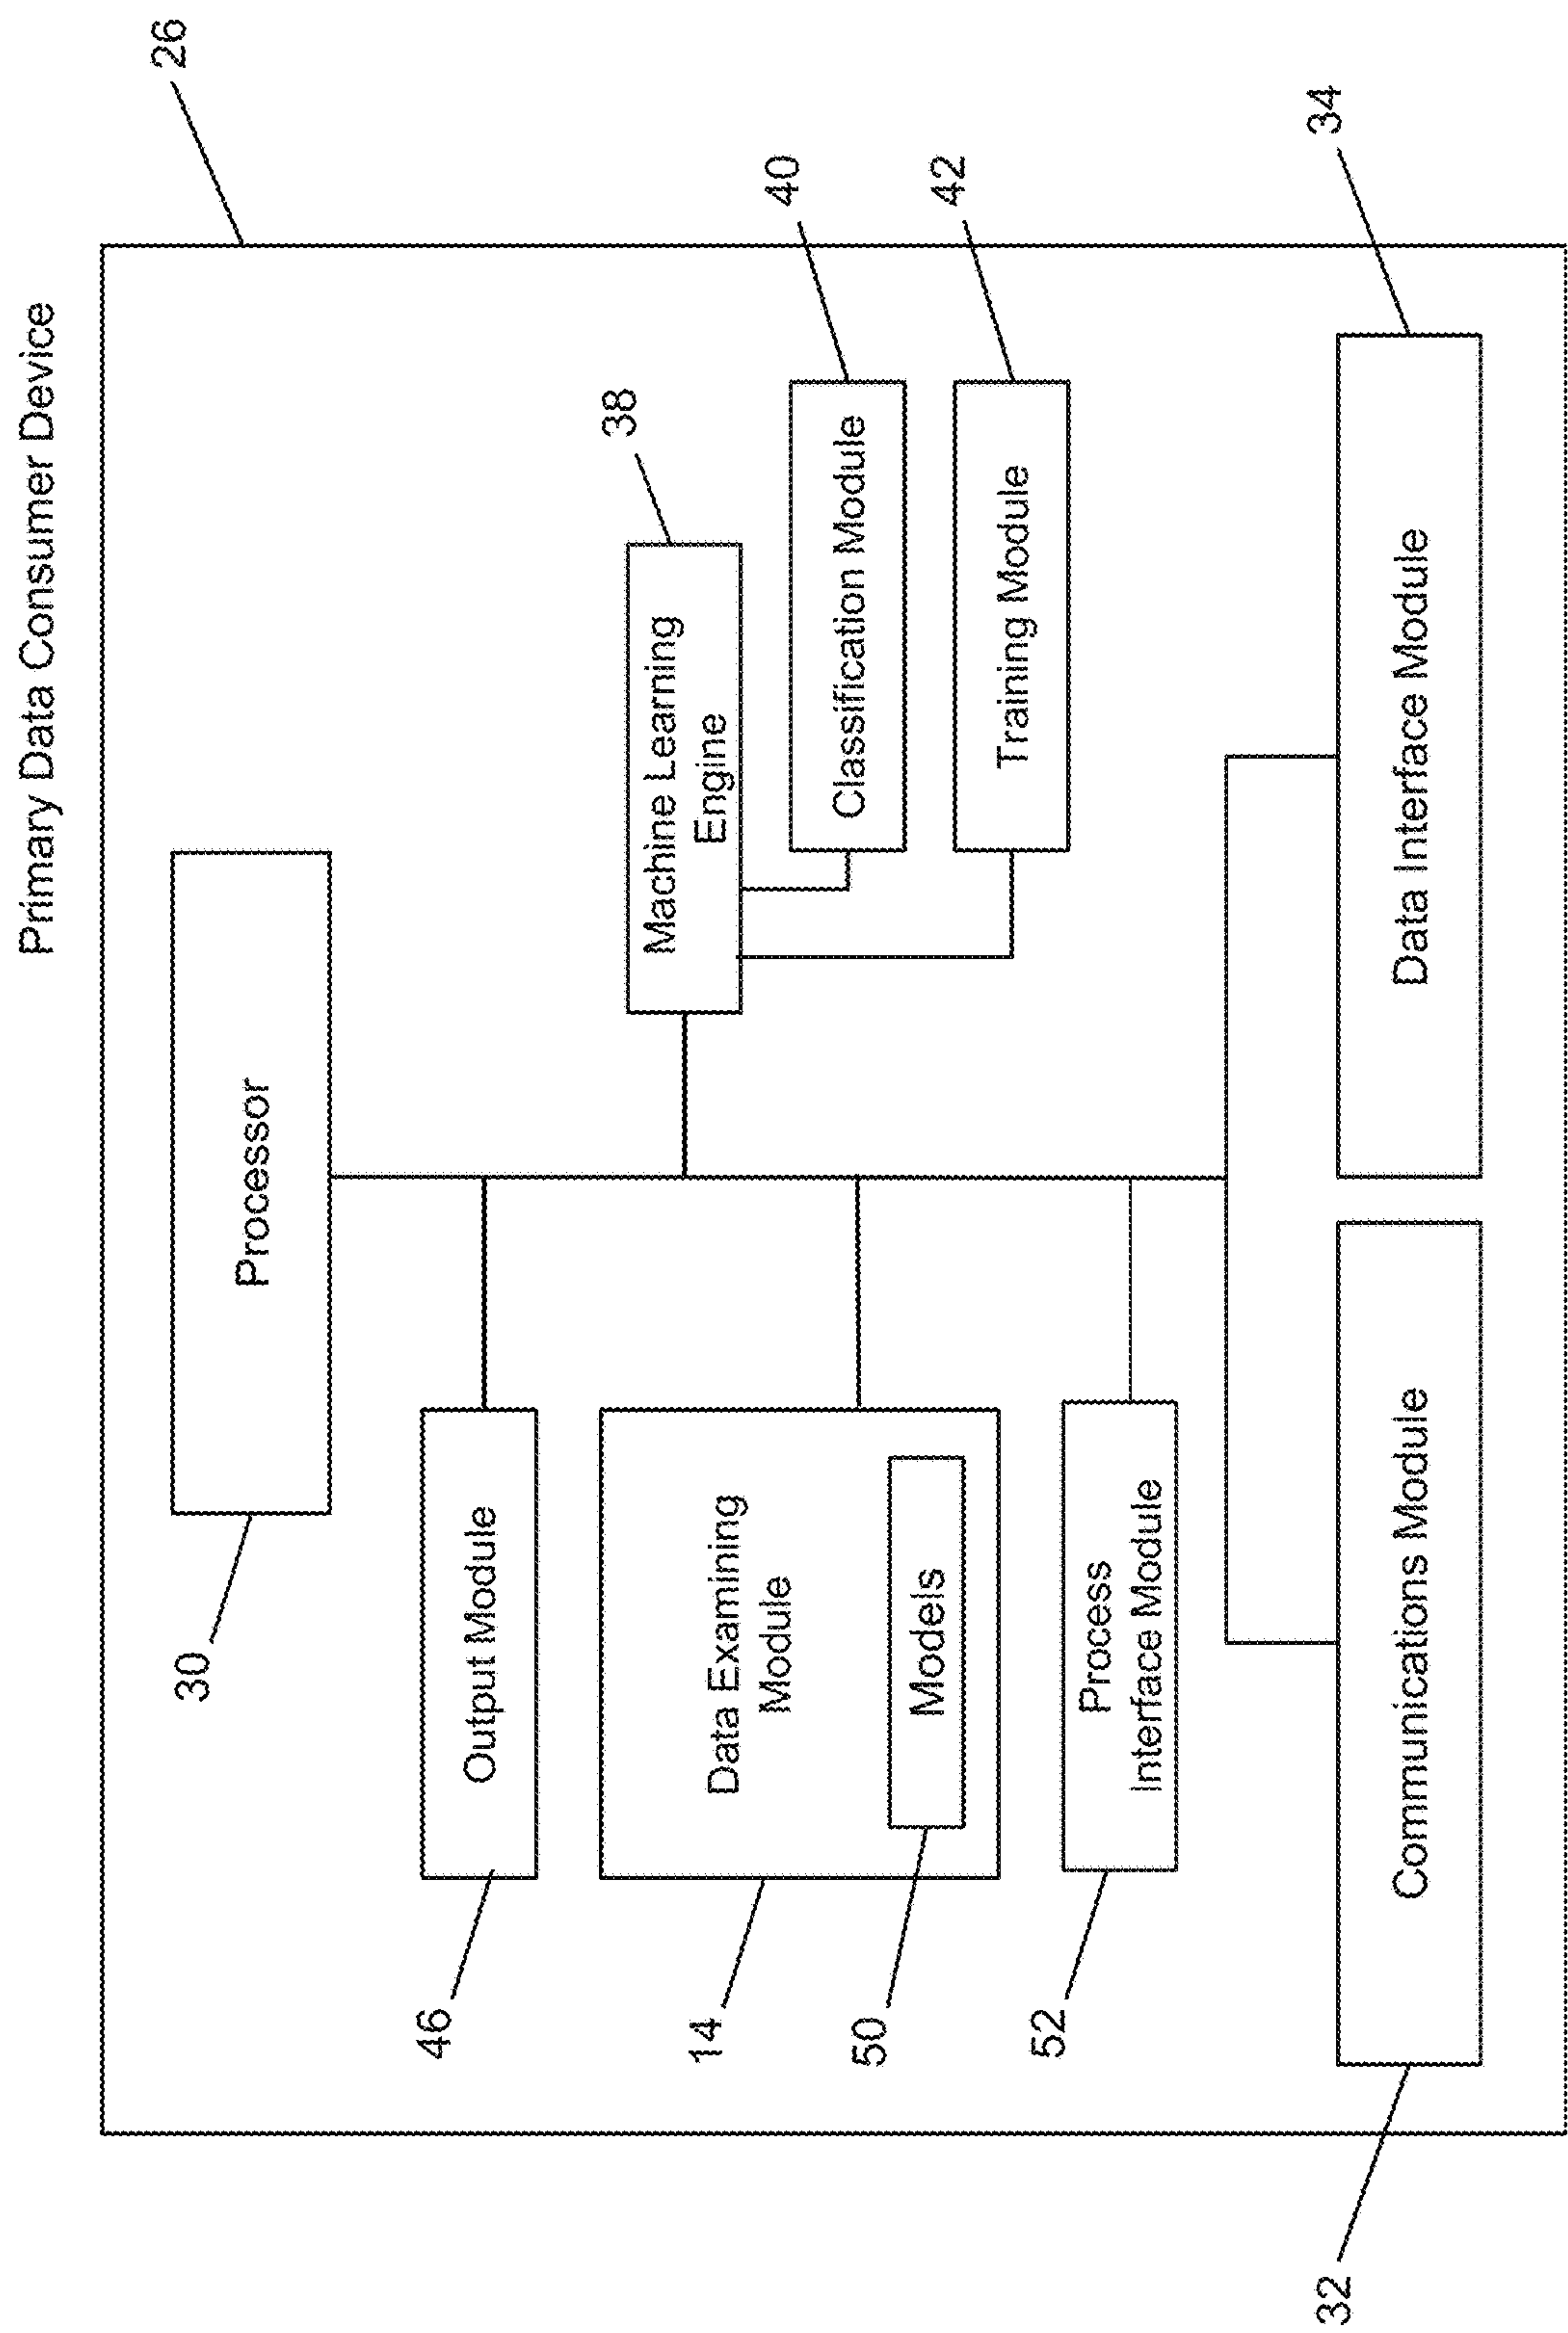 Primary Data Consumer Device
26
Processor
30
Output Module
46
Machine Learning
Engine
38
Data Examining
Module
14
Models
50
Classification Module
40
Training Module
42
Process
Interface Module
52
Communications Module
32
Data Interface Module
34